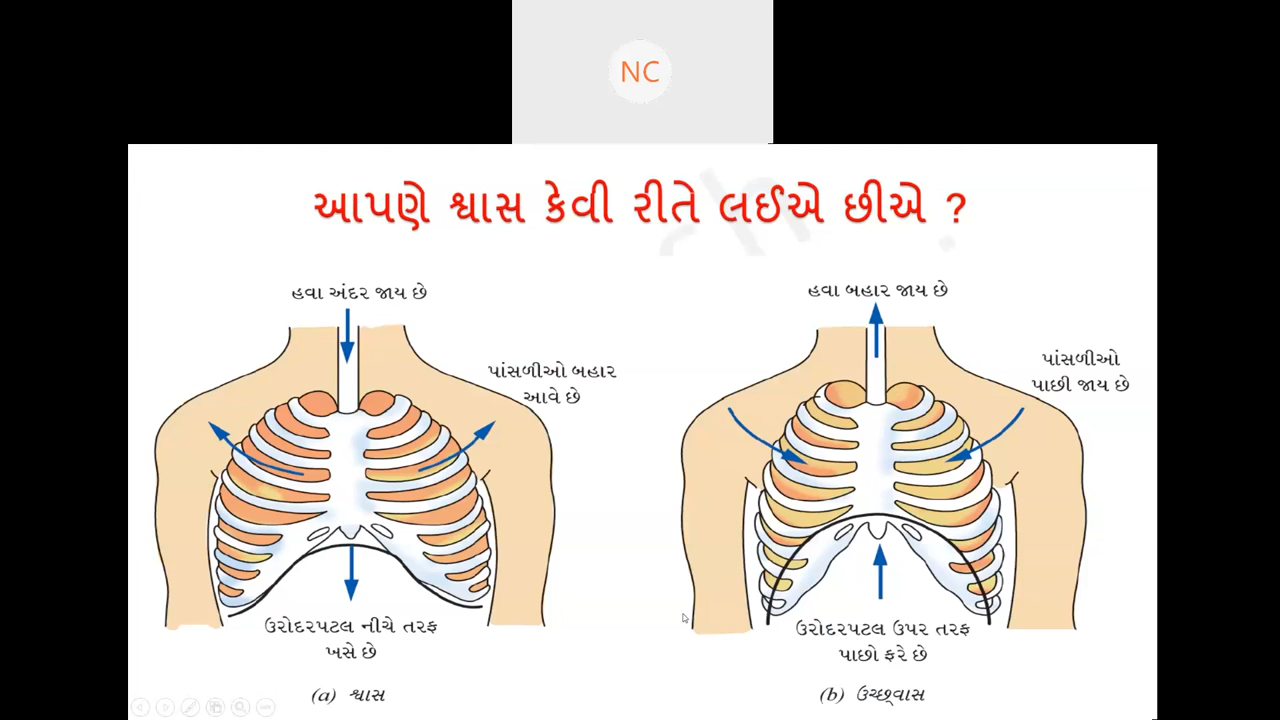 NC
આપણે શ્વાસ કેવી રીતે લઈએ છીએ ?
હવા અંદર જાય છે
પાંસળીઓ બહાર
આવે છે
ઉરોદરપટલ નીચે તરફ
ખસે છે
(a) શ્વાસ
હવા બહાર જાય છે
પાંસળીઓ
પાછી જાય છે
ઉરોદરપટલ ઉપર તરફ
પાછો ફરે છે
(b) ઉચ્છ્વાસ